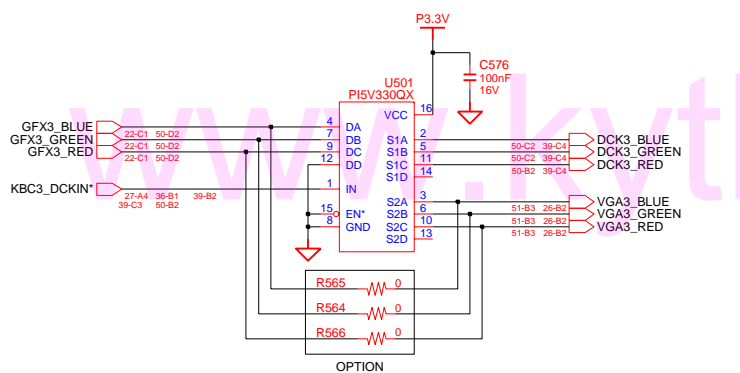 P3.3V
C576
100nF
16V
U501
PI5V330QX
16
VCC
GFX3_BLUE
22-C1 50-D2
4
DA
GFX3_GREEN
22-C1 50-D2
7
DB
GFX3_RED
22-C1 50-D2
9
DC
12
DD
KBC3_DCKIN*
27-A4 36-B1 39-B2
39-C3 50-B2
1
IN
15
EN*
8
GND
S1A
2
50-C2 39-C4
DCK3_BLUE
S1B
5
50-C2 39-C4
DCK3_GREEN
S1C
11
50-B2 39-C4
DCK3_RED
S1D
14
S2A
3
51-B3 26-B2
VGA3_BLUE
S2B
6
51-B3 26-B2
VGA3_GREEN
S2C
10
51-B3 26-B2
VGA3_RED
S2D
13
R565
0
R564
0
R566
0
OPTION
www.kyt